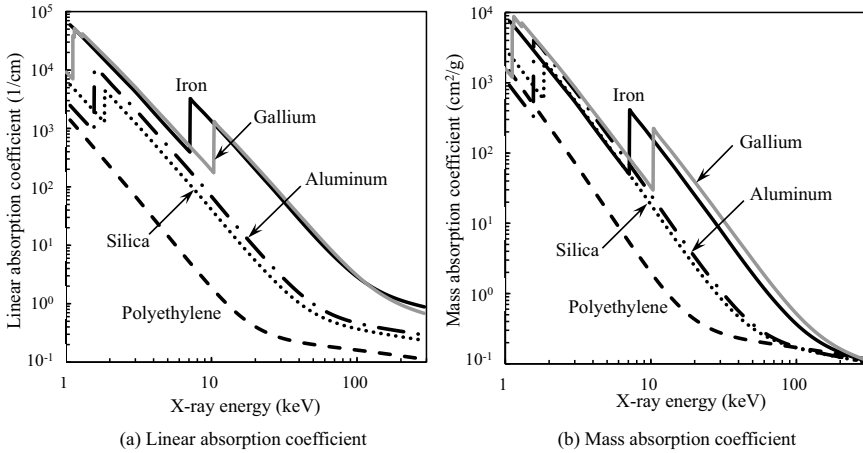 10^5
10^4
10^3
10^2
10^1
10^0
10^-1
Linear absorption coefficient (1/cm)
Iron
Gallium
Aluminum
Silica
Polyethylene
1
10
100
X-ray energy (keV)
(a) Linear absorption coefficient
10^4
10^3
10^2
10^1
10^0
10^-1
Mass absorption coefficient (cm²/g)
Iron
Gallium
Aluminum
Silica
Polyethylene
1
10
100
X-ray energy (keV)
(b) Mass absorption coefficient